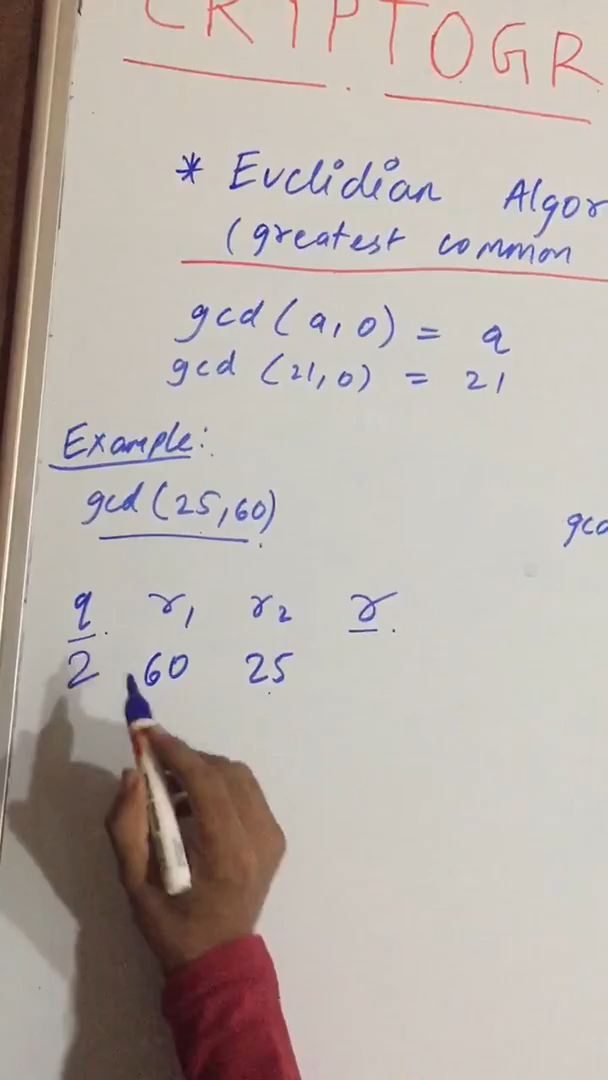 CRYPTOGR
* Euclidian Algor
(greatest common
gcd(a,0) = a
gcd (21,0) = 21
Example:
gcd(25,60)
gcd
q r1 r2 r
2 60 25